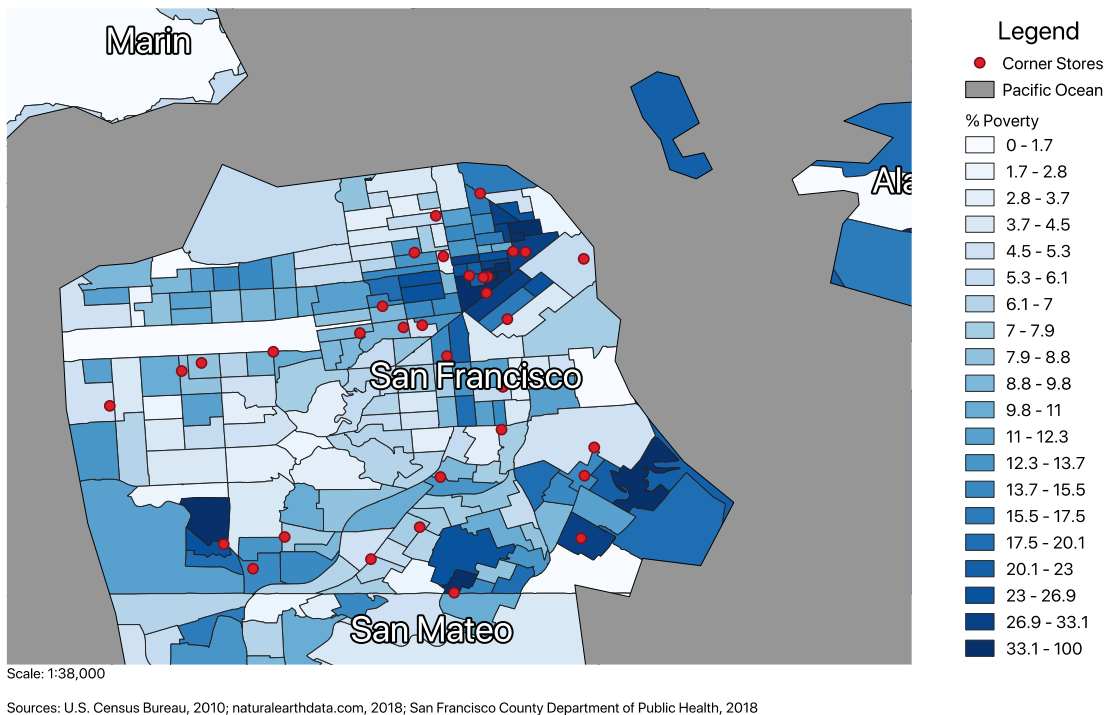 Marin
Ala
San Francisco
San Mateo
Legend
Corner Stores
Pacific Ocean
% Poverty
0 - 1.7
1.7 - 2.8
2.8 - 3.7
3.7 - 4.5
4.5 - 5.3
5.3 - 6.1
6.1 - 7
7 - 7.9
7.9 - 8.8
8.8 - 9.8
9.8 - 11
11 - 12.3
12.3 - 13.7
13.7 - 15.5
15.5 - 17.5
17.5 - 20.1
20.1 - 23
23 - 26.9
26.9 - 33.1
33.1 - 100
Scale: 1:38,000
Sources: U.S. Census Bureau, 2010; naturalearthdata.com, 2018; San Francisco County Department of Public Health, 2018